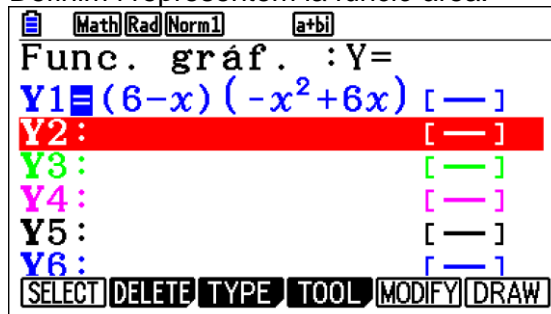 Definim i representem la funció àrea.
Math Rad Norm1 a+bi
Func. gráf. :Y=
Y1=(6-x)(-x²+6x) [—]
Y2: [—]
Y3: [—]
Y4: [—]
Y5: [—]
Y6: [—]
SELECT DELETE TYPE TOOL MODIFY DRAW